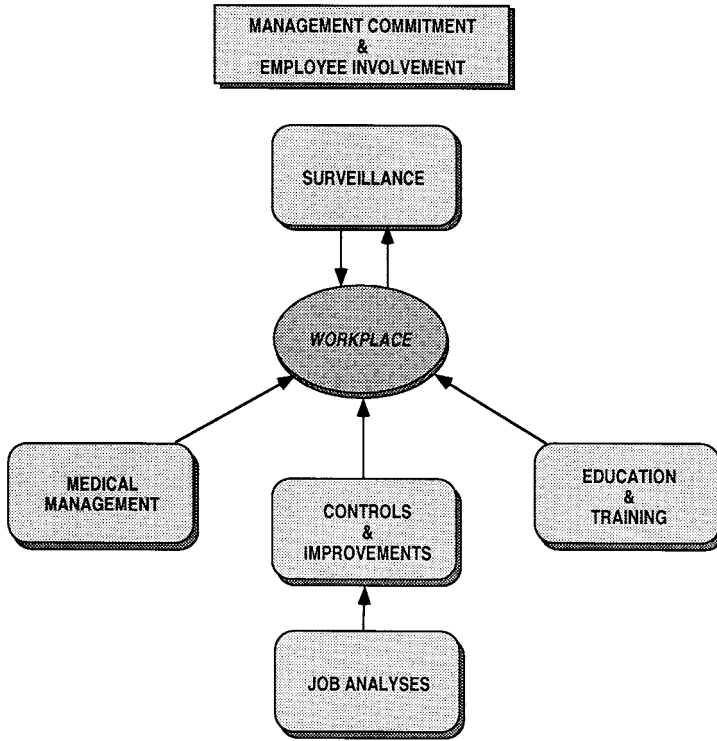 MANAGEMENT COMMITMENT
&
EMPLOYEE INVOLVEMENT
SURVEILLANCE
WORKPLACE
MEDICAL
MANAGEMENT
CONTROLS
&
IMPROVEMENTS
EDUCATION
&
TRAINING
JOB ANALYSES